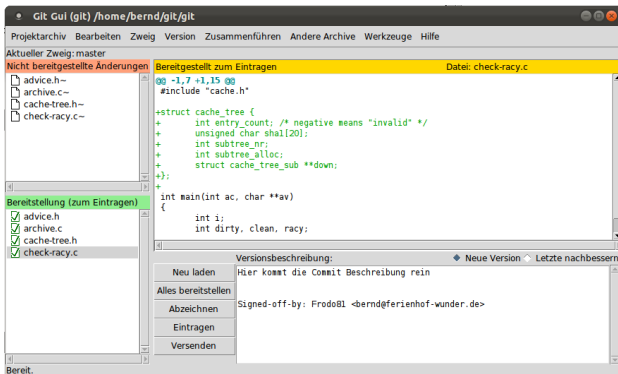 Git Gui (git) /home/bernd/git/git
Projektarchiv Bearbeiten Zweig Version Zusammenführen Andere Archive Werkzeuge Hilfe
Aktueller Zweig: master
Nicht bereitgestellte Änderungen
advice.h~
archive.c~
cache-tree.h~
check-racy.c~
Bereitstellung (zum Eintragen)
advice.h
archive.c
cache-tree.h
check-racy.c
Bereitgestellt zum Eintragen Datei: check-racy.c
@@ -1,7 +1,15 @@
#include "cache.h"
+struct cache_tree {
+ int entry_count; /* negative means "invalid" */
+ unsigned char sha1[20];
+ int subtree_nr;
+ int subtree_alloc;
+ struct cache_tree_sub **down;
+};
+
int main(int ac, char **av)
{
int i;
int dirty, clean, racy;
Versionsbeschreibung: Neue Version Letzte nachbessern
Neu laden
Alles bereitstellen
Abzeichnen
Eintragen
Versenden
Hier kommt die Commit Beschreibung rein
Signed-off-by: Frodo81 <bernd@ferienhof-wunder.de>
Bereit.